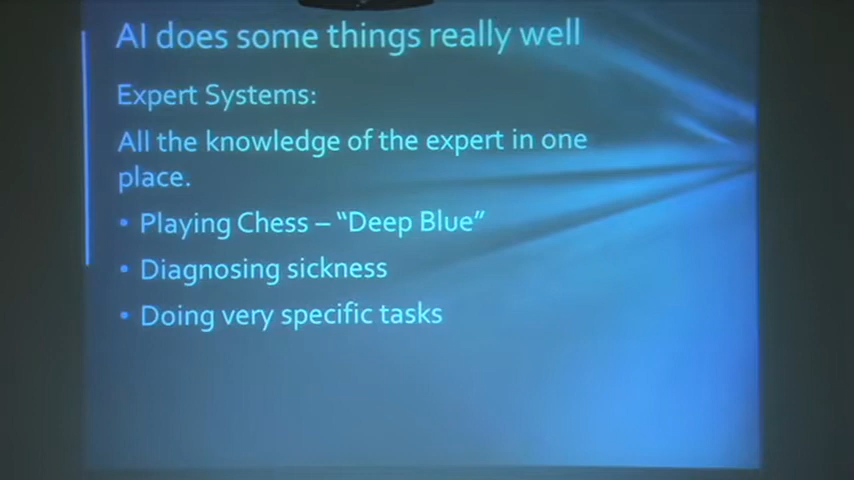 AI does some things really well
Expert Systems:
All the knowledge of the expert in one
place.
• Playing Chess – “Deep Blue”
• Diagnosing sickness
• Doing very specific tasks